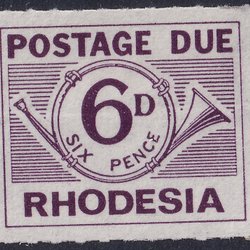 POSTAGE DUE
6D
SIX PENCE
RHODESIA